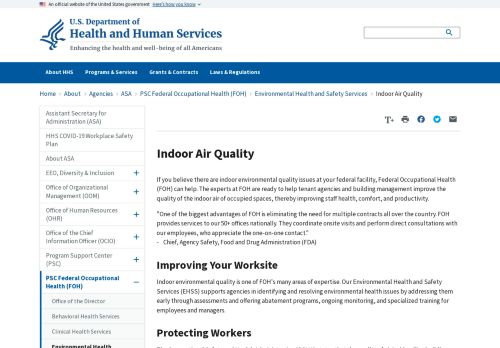 An official website of the United States government Here's how you know
U.S. Department of
Health and Human Services
Enhancing the health and well-being of all Americans
About HHS Programs & Services Grants & Contracts Laws & Regulations
Home About Agencies ASA PSC Federal Occupational Health (FOH) Environmental Health and Safety Services Indoor Air Quality
Assistant Secretary for
Administration (ASA)
HHS COVID-19 Workplace Safety
Plan
About ASA
EEO, Diversity & Inclusion
Office of Organizational
Management (OOM)
Office of Human Resources
(OHR)
Office of the Chief
Information Officer (OCIO)
Program Support Center
(PSC)
PSC Federal Occupational
Health (FOH)
Office of the Director
Behavioral Health Services
Clinical Health Services
Environmental Health
T+
Indoor Air Quality
If you believe there are indoor environmental quality issues at your federal facility, Federal Occupational Health
(FOH) can help. The experts at FOH are ready to help tenant agencies and building management improve the
quality of the indoor air of occupied spaces, thereby improving staff health, comfort, and productivity.
"One of the biggest advantages of FOH is eliminating the need for multiple contracts all over the country. FOH
provides services to our 50+ offices nationally. They coordinate onsite visits and perform direct consultations with
our employees, who appreciate the one-on-one contact."
- Chief, Agency Safety, Food and Drug Administration (FDA)
Improving Your Worksite
Indoor environmental quality is one of FOH's many areas of expertise. Our Environmental Health and Safety
Services (EHSS) supports agencies in identifying and resolving environmental health issues by addressing them
early through assessments and offering abatement programs, ongoing monitoring, and specialized training for
employees and managers.
Protecting Workers